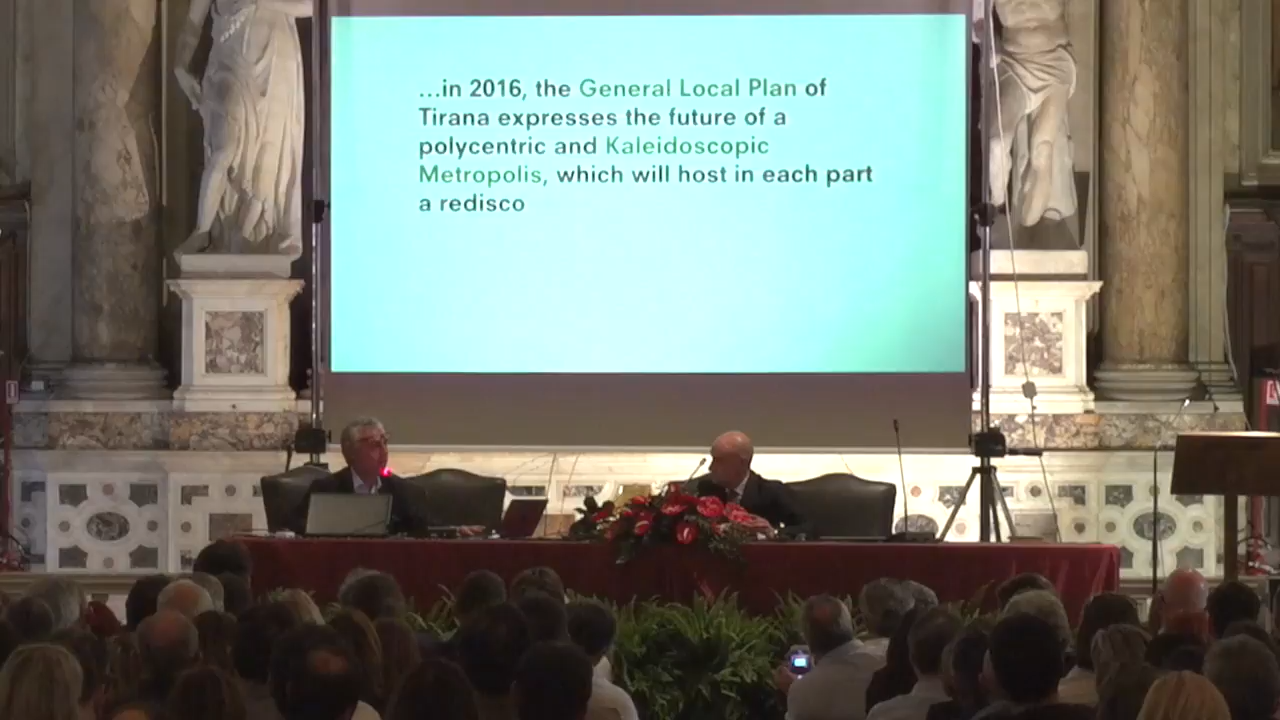 ...in 2016, the General Local Plan of
Tirana expresses the future of a
polycentric and Kaleidoscopic
Metropolis, which will host in each part
a redisco